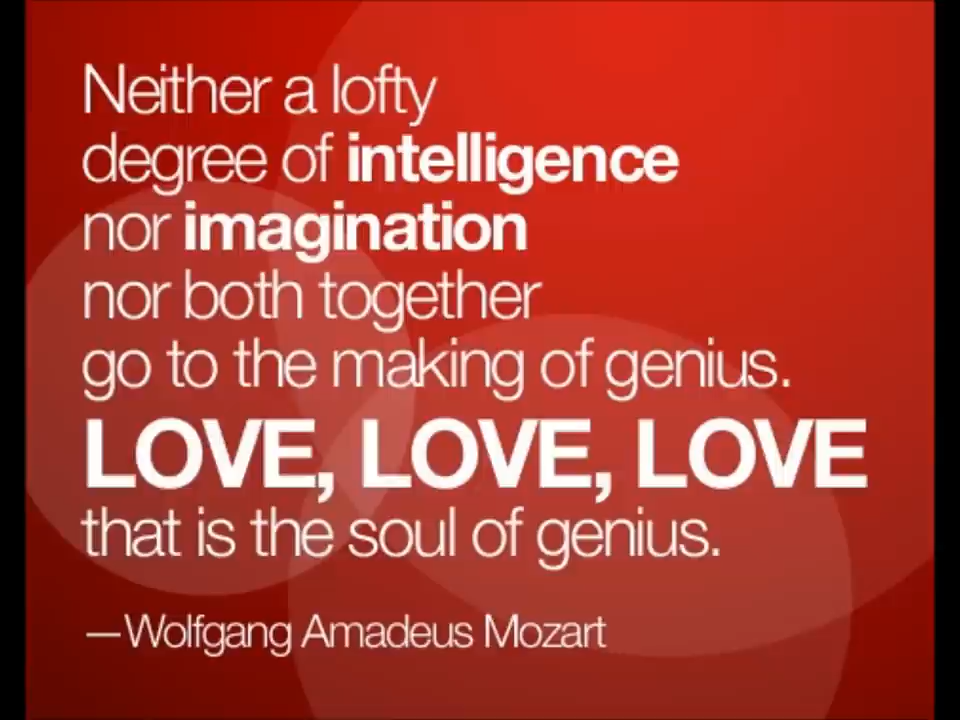 Neither a lofty
degree of intelligence
nor imagination
nor both together
go to the making of genius.
LOVE, LOVE, LOVE
that is the soul of genius.
—Wolfgang Amadeus Mozart